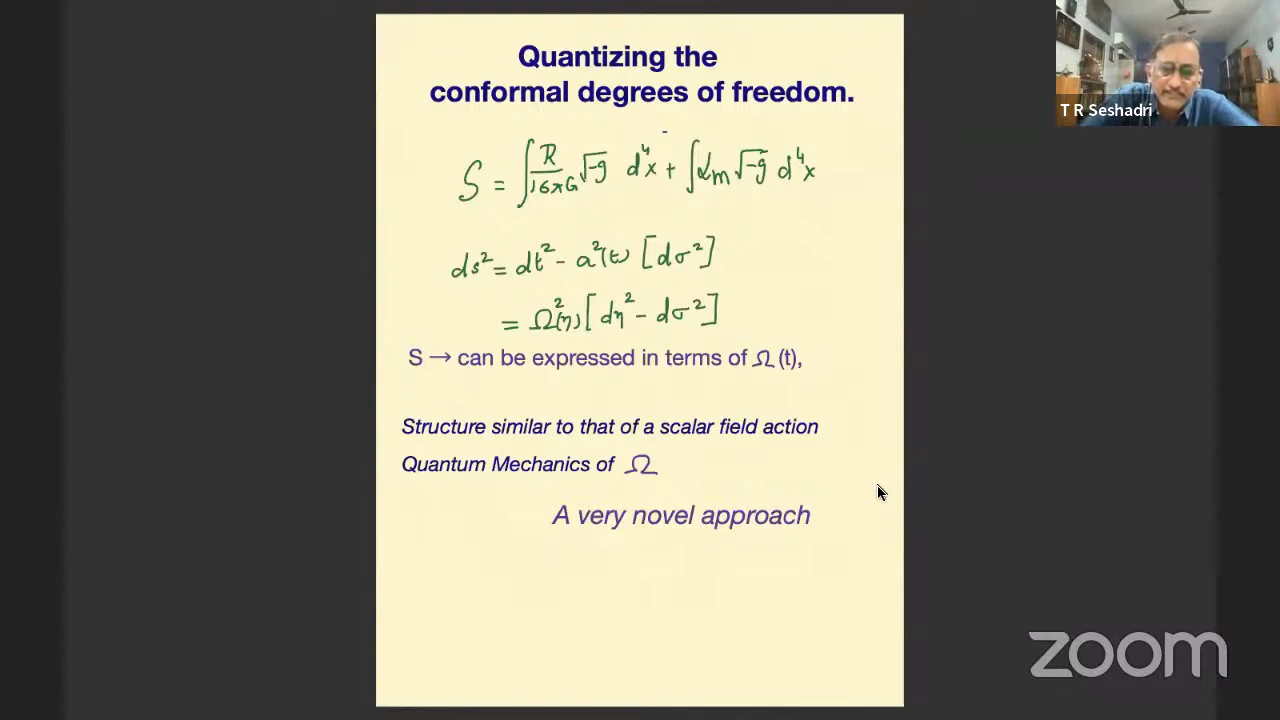 Quantizing the
conformal degrees of freedom.
T R Seshadri
S = ∫ R/16πG √-g d⁴x + ∫ℒm √-g d⁴x
ds² = dt² - a²(t) [dσ²]
= Ω²(η) [dη² - dσ²]
S → can be expressed in terms of Ω (t),
Structure similar to that of a scalar field action
Quantum Mechanics of Ω
A very novel approach
zoom